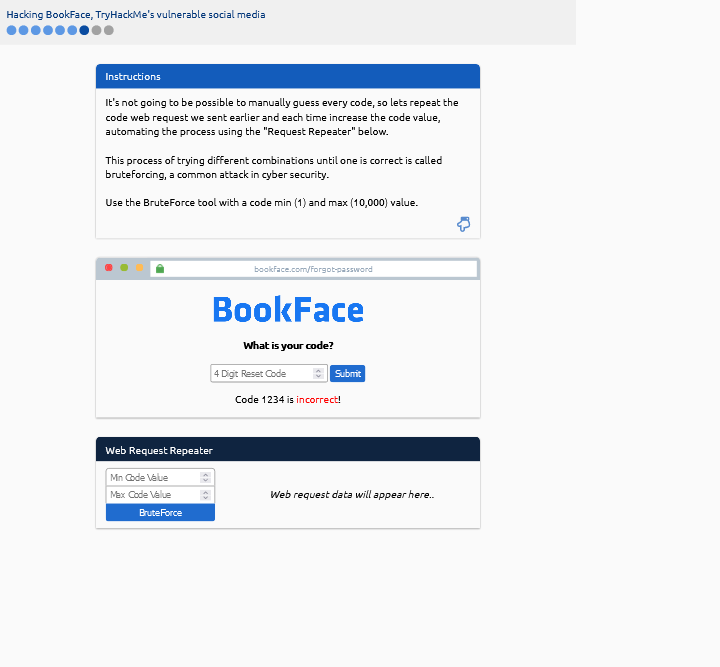 Hacking BookFace, TryHackMe's vulnerable social media
Instructions
It's not going to be possible to manually guess every code, so lets repeat the
code web request we sent earlier and each time increase the code value,
automating the process using the "Request Repeater" below.
This process of trying different combinations until one is correct is called
bruteforcing, a common attack in cyber security.
Use the BruteForce tool with a code min (1) and max (10,000) value.
bookface.com/forgot-password
BookFace
What is your code?
4 Digit Reset Code
Submit
Code 1234 is incorrect!
Web Request Repeater
Min Code Value
Max Code Value
BruteForce
Web request data will appear here..